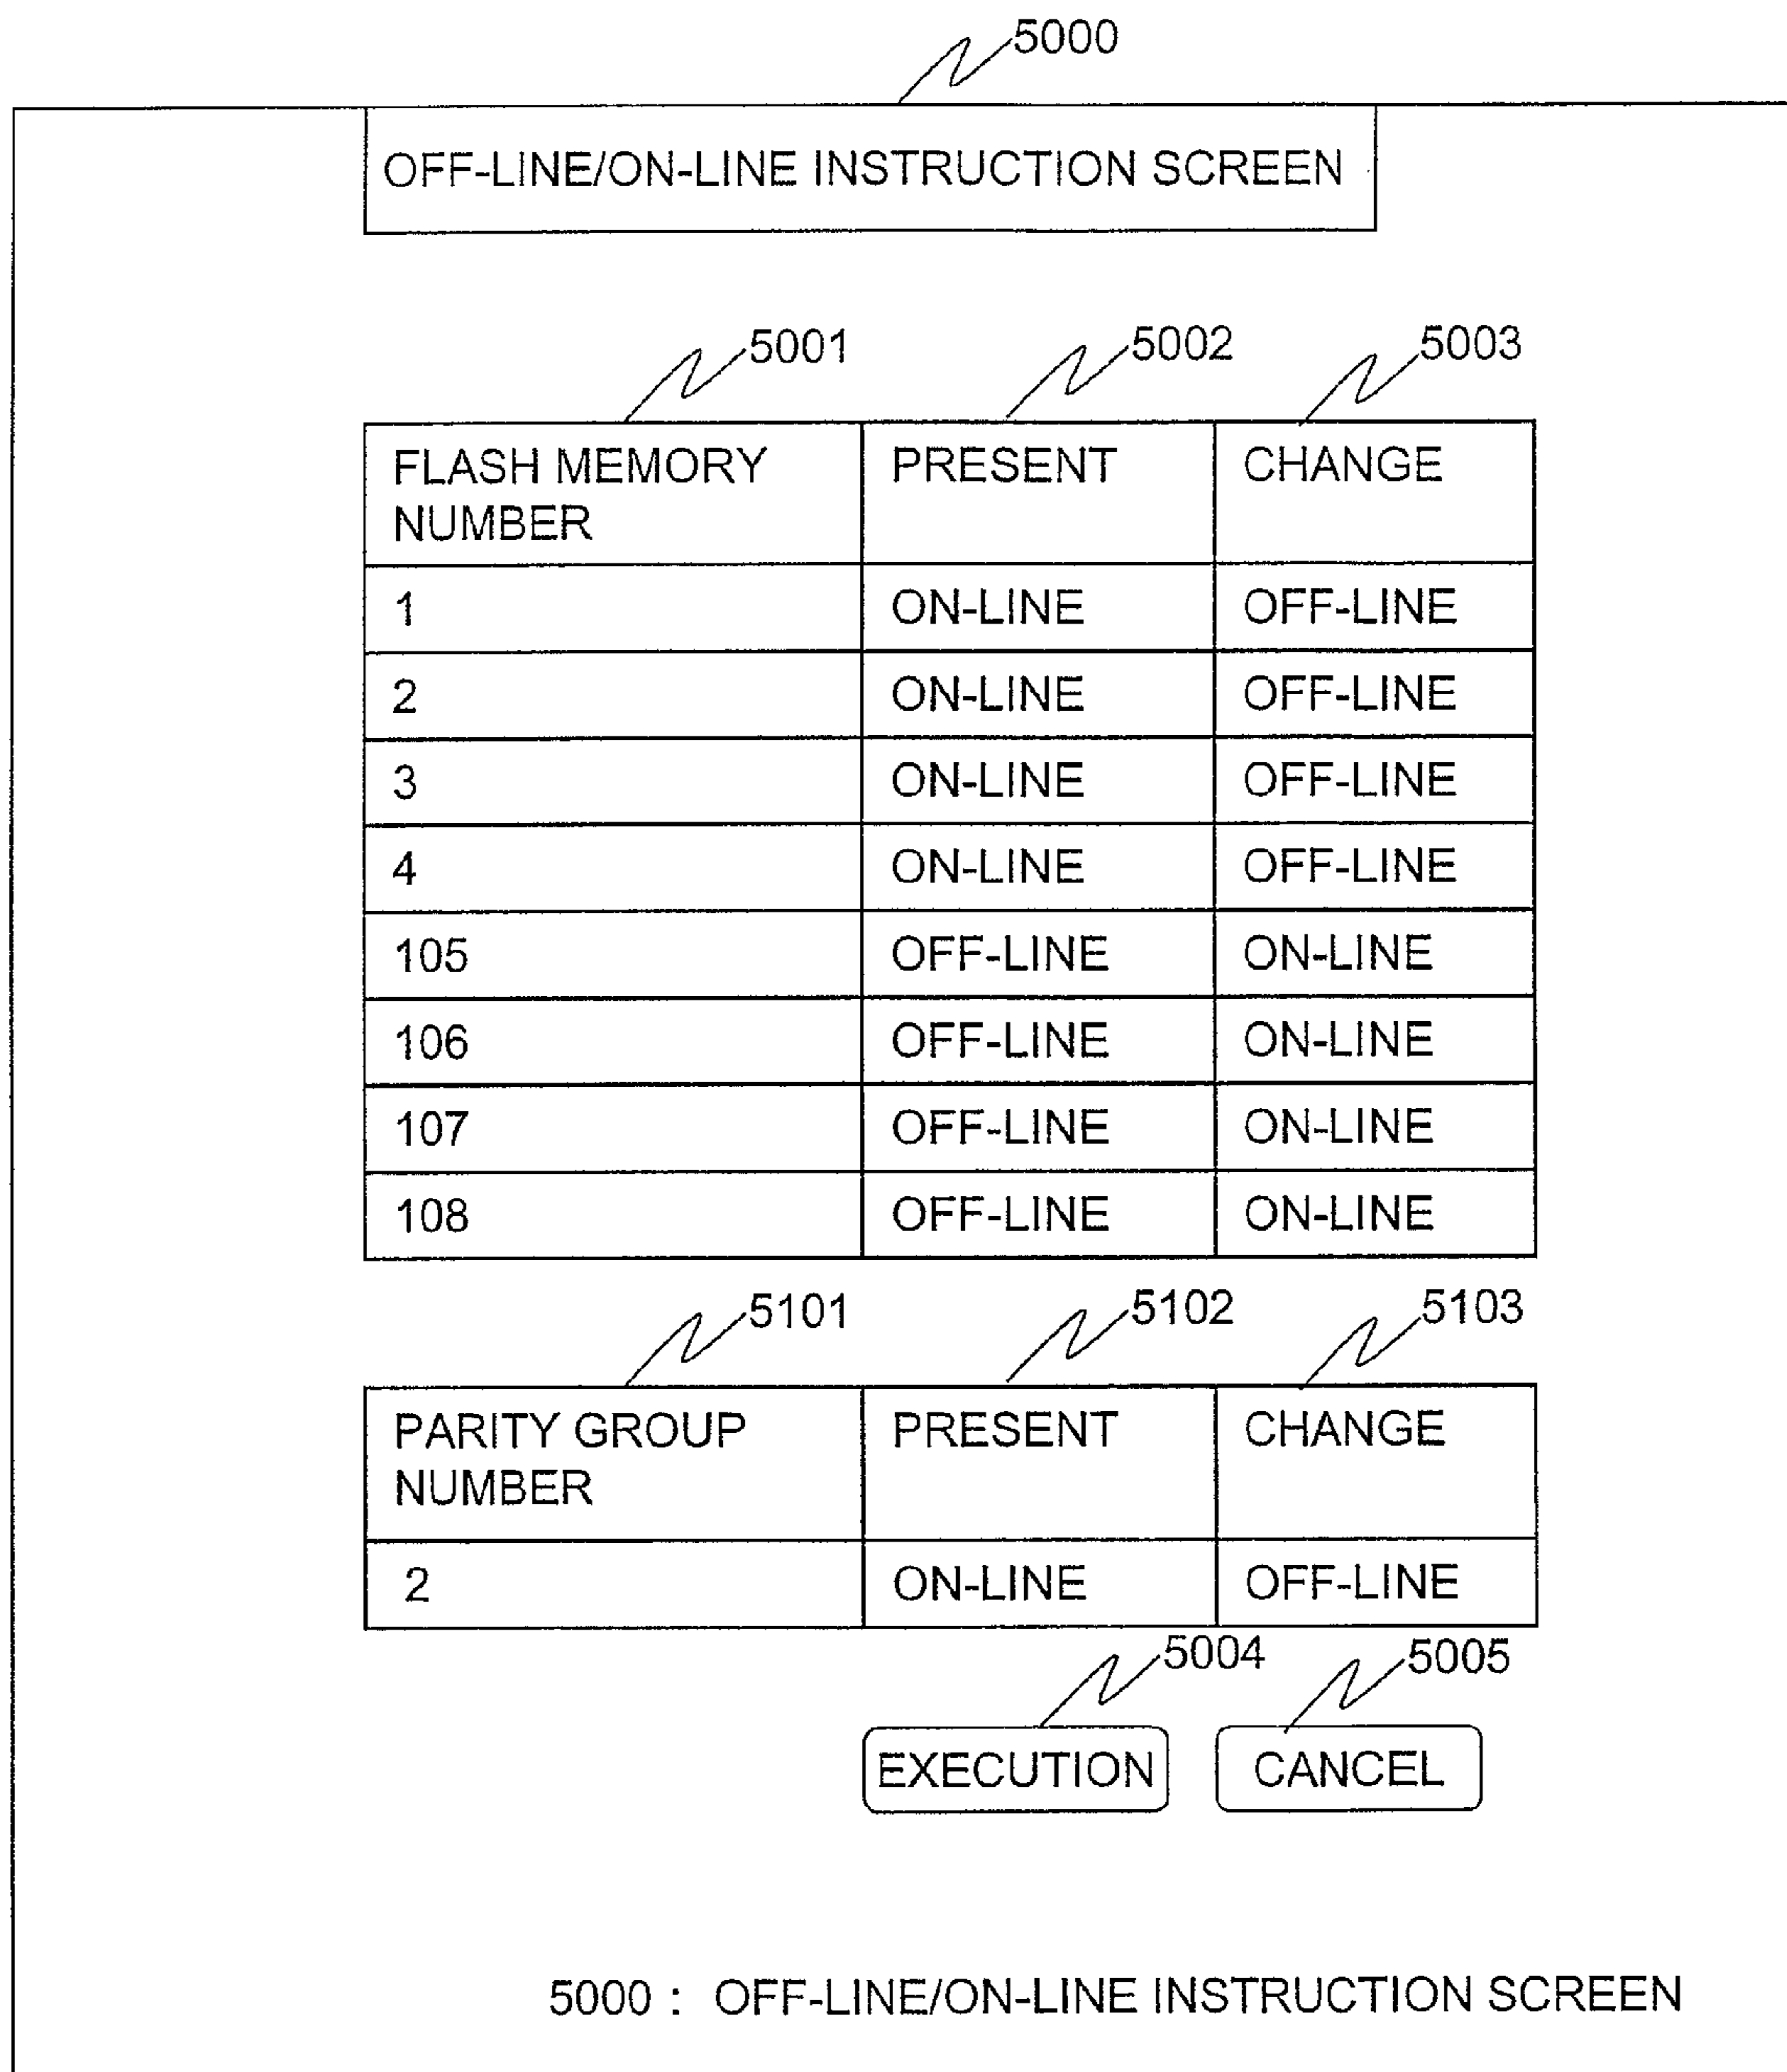 5000
OFF-LINE/ON-LINE INSTRUCTION SCREEN
5001 5002 5003
FLASH MEMORY NUMBER PRESENT CHANGE
1 ON-LINE OFF-LINE
2 ON-LINE OFF-LINE
3 ON-LINE OFF-LINE
4 ON-LINE OFF-LINE
105 OFF-LINE ON-LINE
106 OFF-LINE ON-LINE
107 OFF-LINE ON-LINE
108 OFF-LINE ON-LINE
5101 5102 5103
PARITY GROUP NUMBER PRESENT CHANGE
2 ON-LINE OFF-LINE
5004 5005
EXECUTION CANCEL
5000 : OFF-LINE/ON-LINE INSTRUCTION SCREEN